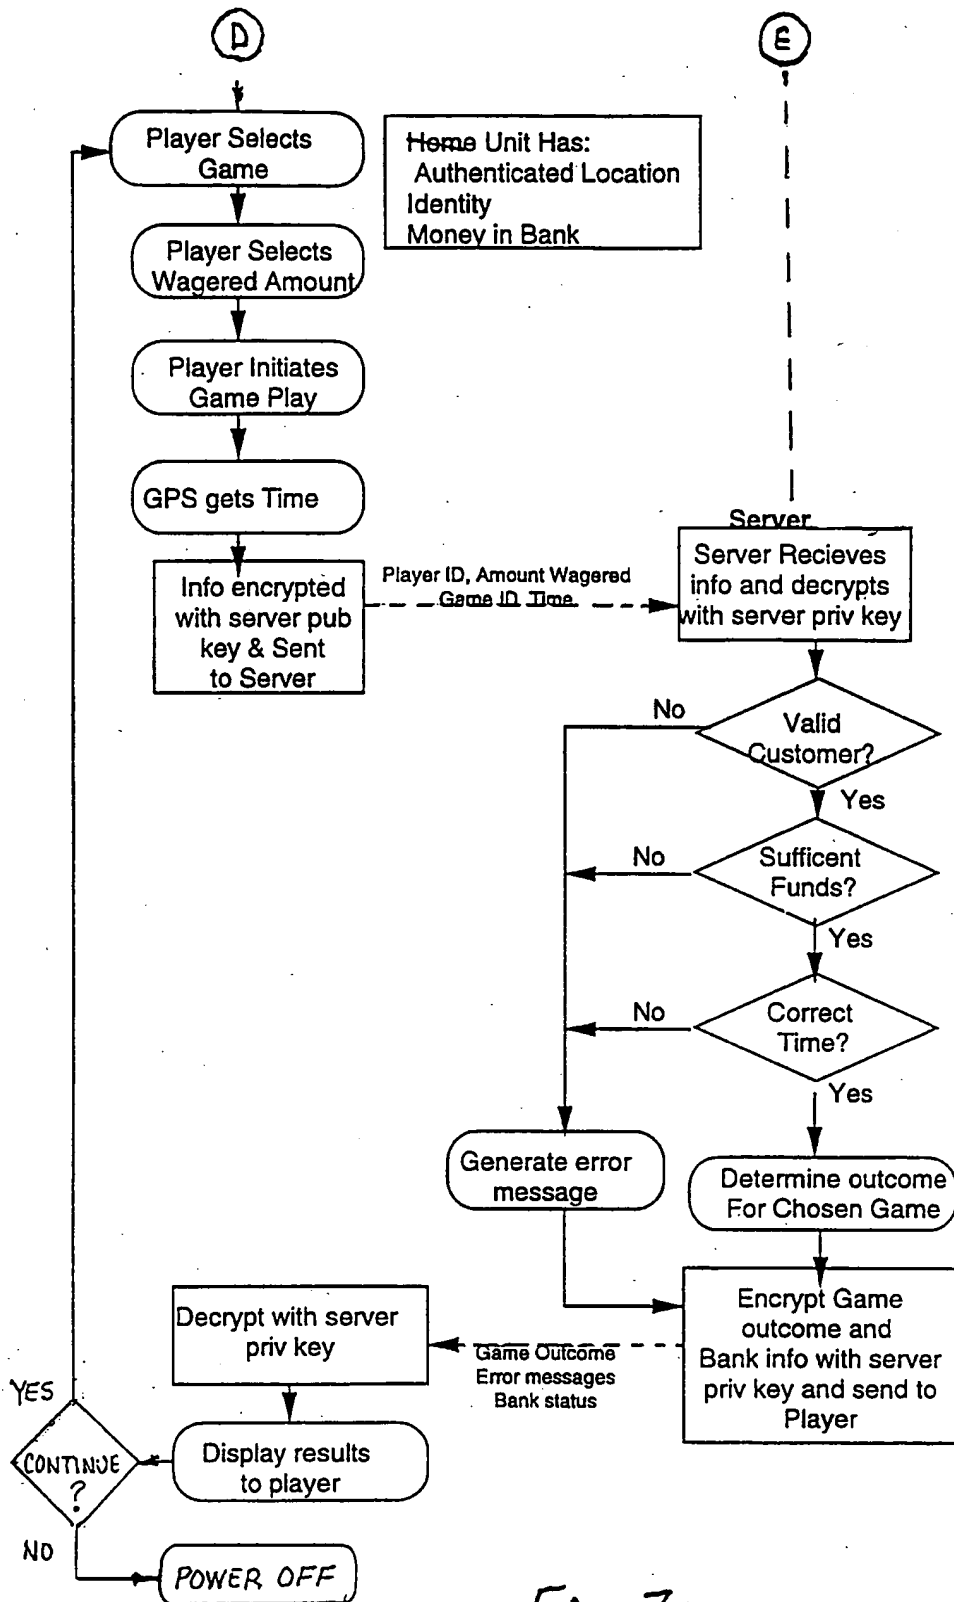 D
E
Player Selects
Game
Home Unit Has:
Authenticated Location
Identity
Money in Bank
Player Selects
Wagered Amount
Player Initiates
Game Play
GPS gets Time
Info encrypted
with server pub
key & Sent
to Server
Player ID, Amount Wagered
Game ID, Time
Server
Server Recieves
info and decrypts
with server priv key
Valid
Customer?
No
Yes
Sufficent
Funds?
No
Yes
Correct
Time?
No
Yes
Generate error
message
Determine outcome
For Chosen Game
Encrypt Game
outcome and
Bank info with server
priv key and send to
Player
Game Outcome
Error messages
Bank status
Decrypt with server
priv key
Display results
to player
YES
CONTINUE
?
NO
POWER OFF